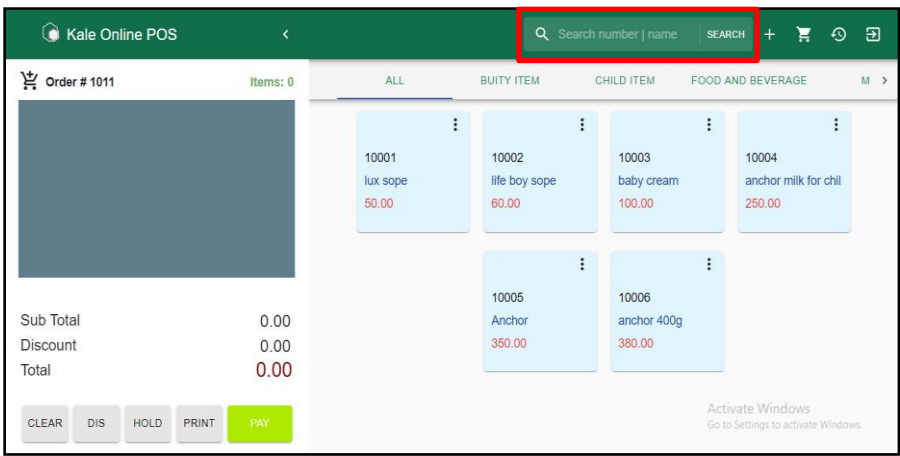 Kale Online POS
Search number | name SEARCH
Order # 1011 Items: 0
ALL BUITY ITEM CHILD ITEM FOOD AND BEVERAGE M
10001
lux sope
50.00
10002
life boy sope
60.00
10003
baby cream
100.00
10004
anchor milk for chil
250.00
10005
Anchor
350.00
10006
anchor 400g
380.00
Sub Total 0.00
Discount 0.00
Total 0.00
CLEAR DIS HOLD PRINT PAY
Activate Windows
Go to Settings to activate Windows.